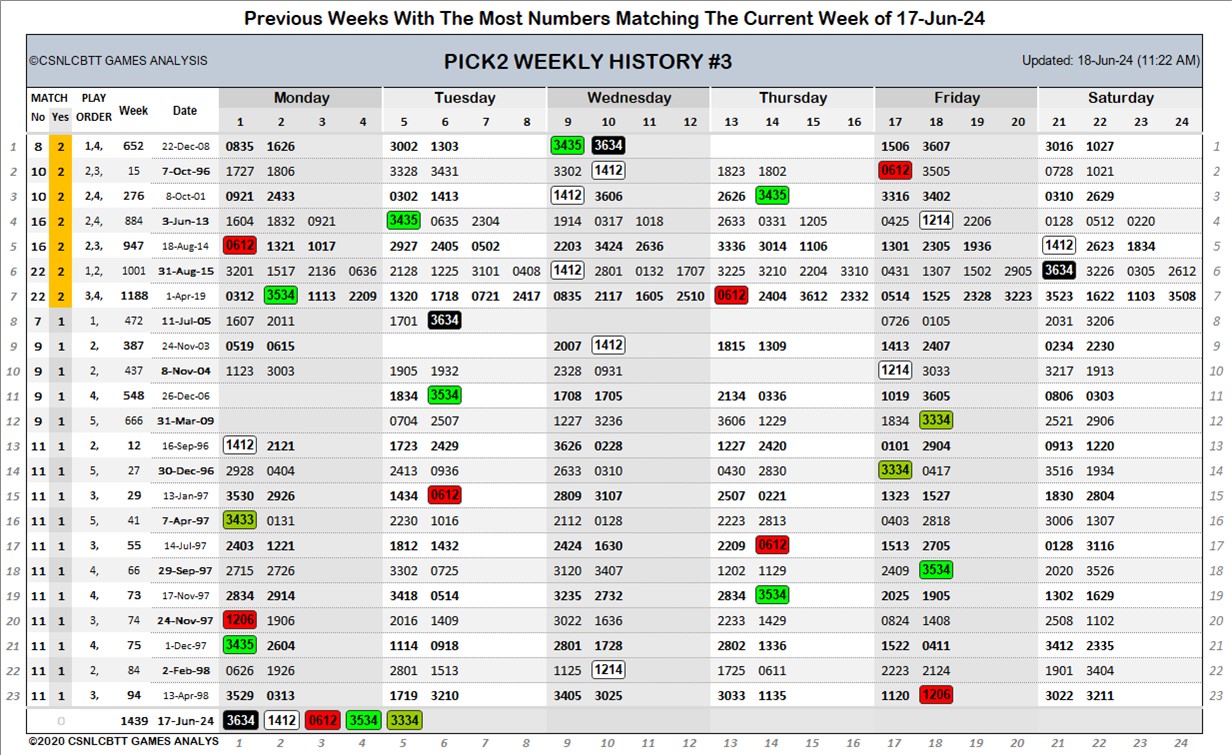 Previous Weeks With The Most Numbers Matching The Current Week of 17-Jun-24
©CSNLCBTT GAMES ANALYSIS PICK2 WEEKLY HISTORY #3 Updated: 18-Jun-24 (11:22 AM)
MATCH PLAY Week Date Monday Tuesday Wednesday Thursday Friday Saturday
No Yes ORDER 1 2 3 4 5 6 7 8 9 10 11 12 13 14 15 16 17 18 19 20 21 22 23 24
1 8 2 1,4, 652 22-Dec-08 0835 1626 3002 1303 3435 3634 1506 3607 3016 1027 1
2 10 2 2,3, 15 7-Oct-96 1727 1806 3328 3431 3302 1412 1823 1802 0612 3505 0728 1021 2
3 10 2 2,4, 276 8-Oct-01 0921 2433 0302 1413 1412 3606 2626 3435 3316 3402 0310 2629 3
4 16 2 2,4, 884 3-Jun-13 1604 1832 0921 3435 0635 2304 1914 0317 1018 2633 0331 1205 0425 1214 2206 0128 0512 0220 4
5 16 2 2,3, 947 18-Aug-14 0612 1321 1017 2927 2405 0502 2203 3424 2636 3336 3014 1106 1301 2305 1936 1412 2623 1834 5
6 22 2 1,2, 1001 31-Aug-15 3201 1517 2136 0636 2128 1225 3101 0408 1412 2801 0132 1707 3225 3210 2204 3310 0431 1307 1502 2905 3634 3226 0305 2612 6
7 22 2 3,4, 1188 1-Apr-19 0312 3534 1113 2209 1320 1718 0721 2417 0835 2117 1605 2510 0612 2404 3612 2332 0514 1525 2328 3223 3523 1622 1103 3508 7
8 7 1 1, 472 11-Jul-05 1607 2011 1701 3634 0726 0105 2031 3206 8
9 9 1 2, 387 24-Nov-03 0519 0615 2007 1412 1815 1309 1413 2407 0234 2230 9
10 9 1 2, 437 8-Nov-04 1123 3003 1905 1932 2328 0931 1214 3033 3217 1913 10
11 9 1 4, 548 26-Dec-06 1834 3534 1708 1705 2134 0336 1019 3605 0806 0303 11
12 9 1 5, 666 31-Mar-09 0704 2507 1227 3236 3606 1229 1834 3334 2521 2906 12
13 11 1 2, 12 16-Sep-96 1412 2121 1723 2429 3626 0228 1227 2420 0101 2904 0913 1220 13
14 11 1 5, 27 30-Dec-96 2928 0404 2413 0936 2633 0310 0430 2830 3334 0417 3516 1934 14
15 11 1 3, 29 13-Jan-97 3530 2926 1434 0612 2809 3107 2507 0221 1323 1527 1830 2804 15
16 11 1 5, 41 7-Apr-97 3433 0131 2230 1016 2112 0128 2223 2813 0403 2818 3006 1307 16
17 11 1 3, 55 14-Jul-97 2403 1221 1812 1432 2424 1630 2209 0612 1513 2705 0128 3116 17
18 11 1 4, 66 29-Sep-97 2715 2726 3302 0725 3120 3407 1202 1129 2409 3534 2020 3526 18
19 11 1 4, 73 17-Nov-97 2834 2914 3418 0514 3235 2732 2834 3534 2025 1905 1302 1629 19
20 11 1 3, 74 24-Nov-97 1206 1906 2016 1409 3022 1636 2233 1429 0824 1408 2508 1102 20
21 11 1 4, 75 1-Dec-97 3435 2604 1114 0918 2801 1728 2802 1336 1522 0411 3412 2335 21
22 11 1 2, 84 2-Feb-98 0626 1926 2801 1513 1125 1214 1725 0611 2223 2124 1901 3404 22
23 11 1 3, 94 13-Apr-98 3529 0313 1719 3210 3405 3025 3033 1135 1120 1206 3022 3211 23
0 1439 17-Jun-24 3634 1412 0612 3534 3334
©2020 CSNLCBTT GAMES ANALYS 1 2 3 4 5 6 7 8 9 10 11 12 13 14 15 16 17 18 19 20 21 22 23 24